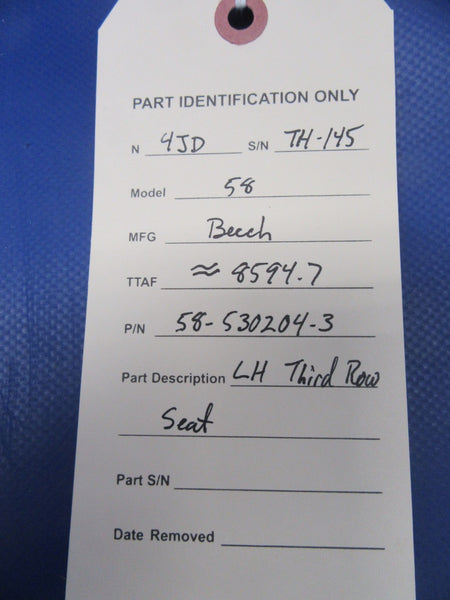 PART IDENTIFICATION ONLY
N 4JD S/N TH-145
Model 58
MFG Beech
TTAF ≈ 8594.7
P/N 58-530204-3
Part Description LH Third Row
Seat
Part S/N
Date Removed